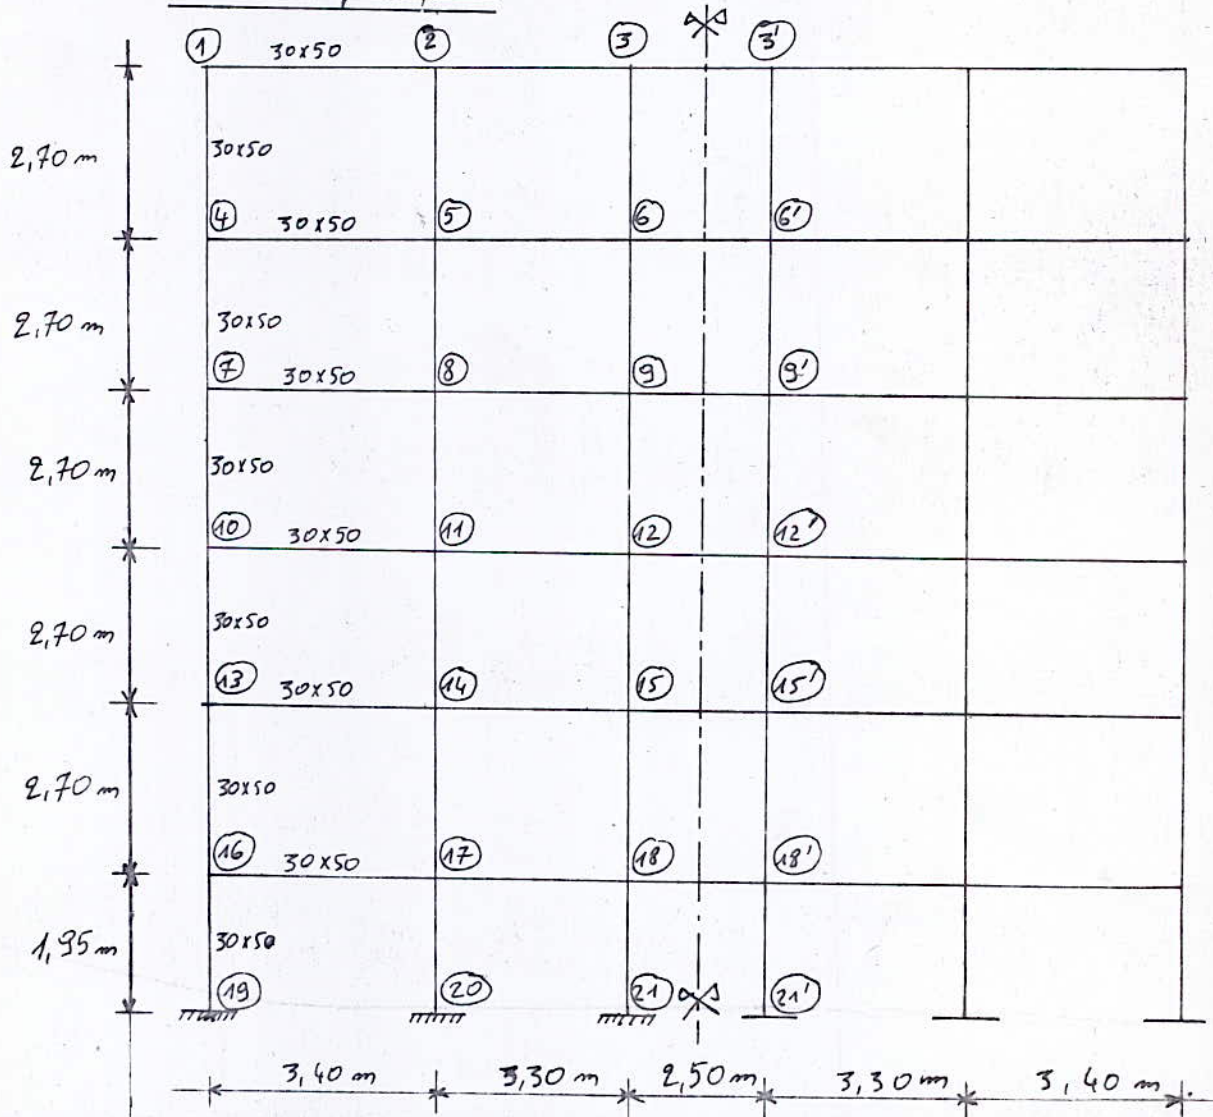 1 30x50 2 3 3'
2,70 m
30x50
4 30x50 5 6 6'
2,70 m
30x50
7 30x50 8 9 9'
2,70 m
30x50
10 30x50 11 12 12'
2,70 m
30x50
13 30x50 14 15 15'
2,70 m
30x50
16 30x50 17 18 18'
1,95 m
30x50
19 20 21 21'
3,40 m 3,30 m 2,50 m 3,30 m 3,40 m